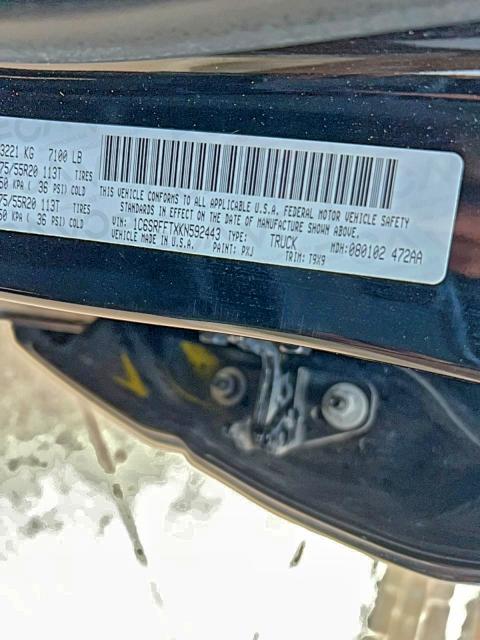 3221 KG 7100 LB
75/55R20 113T TIRES
50 KPA ( 36 PSI) COLD
75/55R20 113T TIRES
50 KPA ( 36 PSI) COLD
THIS VEHICLE CONFORMS TO ALL APPLICABLE U.S.A. FEDERAL MOTOR VEHICLE SAFETY
STANDARDS IN EFFECT ON THE DATE OF MANUFACTURE SHOWN ABOVE.
VIN: 1C6SRFFTXKN592443 TYPE: TRUCK
VEHICLE MADE IN U.S.A. PAINT: PXJ TRIM: T9X9 MDH:080102 472AA